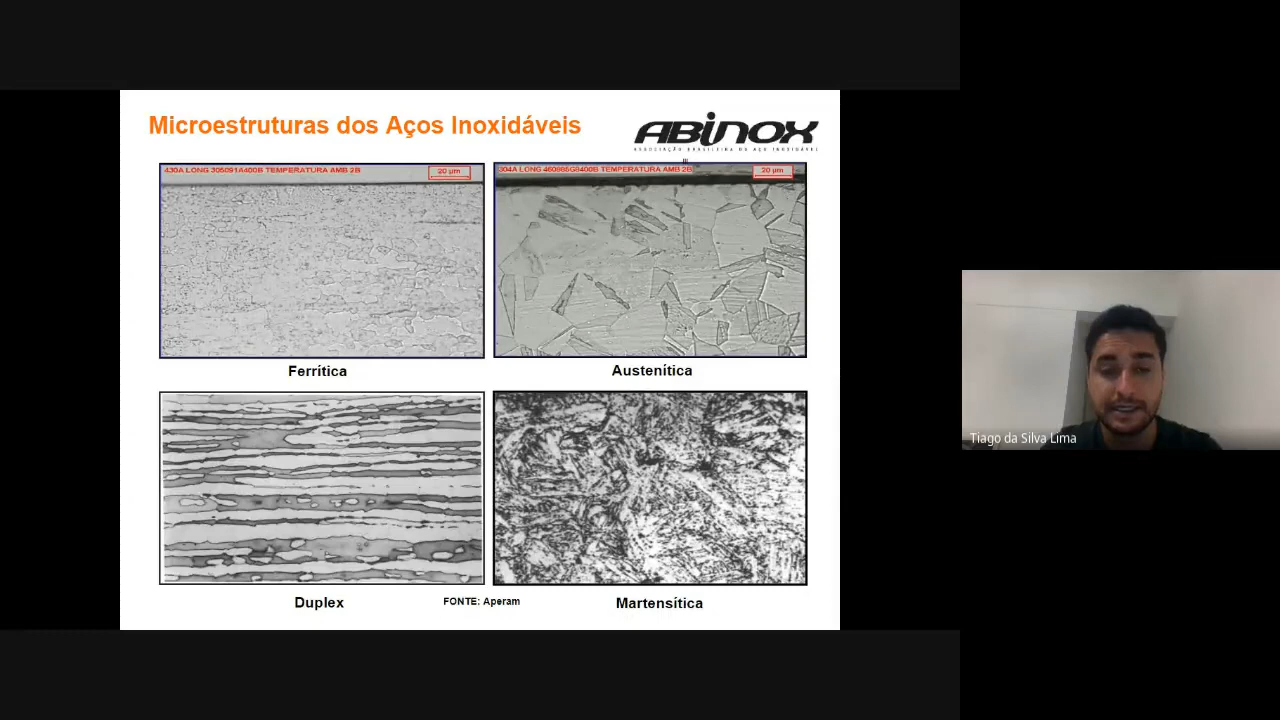 Microestruturas dos Aços Inoxidáveis
ABINOX
ASSOCIAÇÃO BRASILEIRA DO AÇO INOXIDÁVEL
430A LONG 305091A400B TEMPERATURA AMB 2B
20 µm
304A LONG 460986G9400B TEMPERATURA AMB 2B
20 µm
Ferrítica
Austenítica
Tiago da Silva Lima
Duplex
FONTE: Aperam
Martensítica